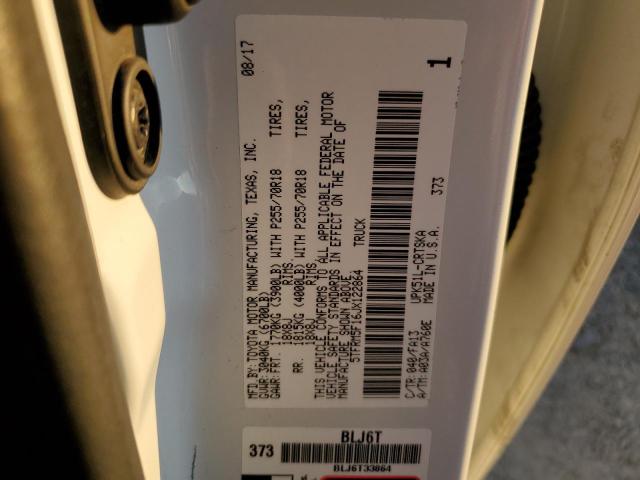 MFD.BY: TOYOTA MOTOR MANUFACTURING, TEXAS, INC. 08/17
GVWR: 3040KG (6700LB)
GAWR: FRT. 1770KG (3900LB) WITH P255/70R18 TIRES,
18X8J RIMS.
RR. 1815KG (4000LB) WITH P255/70R18 TIRES,
18X8J RIMS.
THIS VEHICLE CONFORMS TO ALL APPLICABLE FEDERAL MOTOR
VEHICLE SAFETY STANDARDS IN EFFECT ON THE DATE OF
MANUFACTURE SHOWN ABOVE.
5TFRM5F16JX122864 TRUCK
C/TR: 040/FA13 UPK51L-CRTSKA 373
A/TM: A03A/A760E MADE IN U.S.A. 1
373
BLJ6T
BLJ6T33864